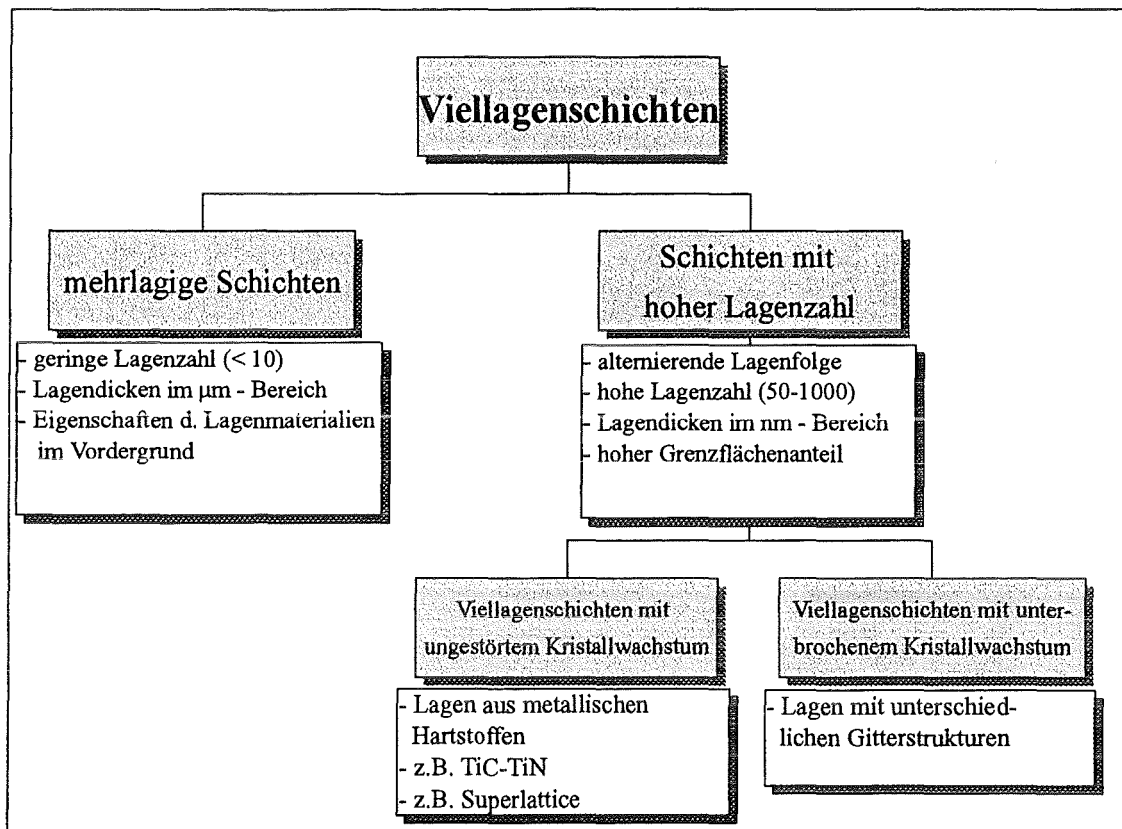 Viellagenschichten
mehrlagige Schichten
- geringe Lagenzahl (< 10)
- Lagendicken im µm - Bereich
- Eigenschaften d. Lagenmaterialien
im Vordergrund
Schichten mit
hoher Lagenzahl
- alternierende Lagenfolge
- hohe Lagenzahl (50-1000)
- Lagendicken im nm - Bereich
- hoher Grenzflächenanteil
Viellagenschichten mit
ungestörtem Kristallwachstum
- Lagen aus metallischen
Hartstoffen
- z.B. TiC-TiN
- z.B. Superlattice
Viellagenschichten mit unter-
brochenem Kristallwachstum
- Lagen mit unterschied-
lichen Gitterstrukturen